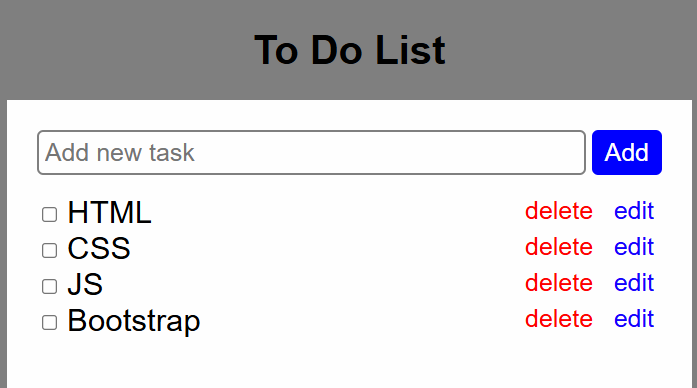 To Do List
Add new task Add
HTML delete edit
CSS delete edit
JS delete edit
Bootstrap delete edit